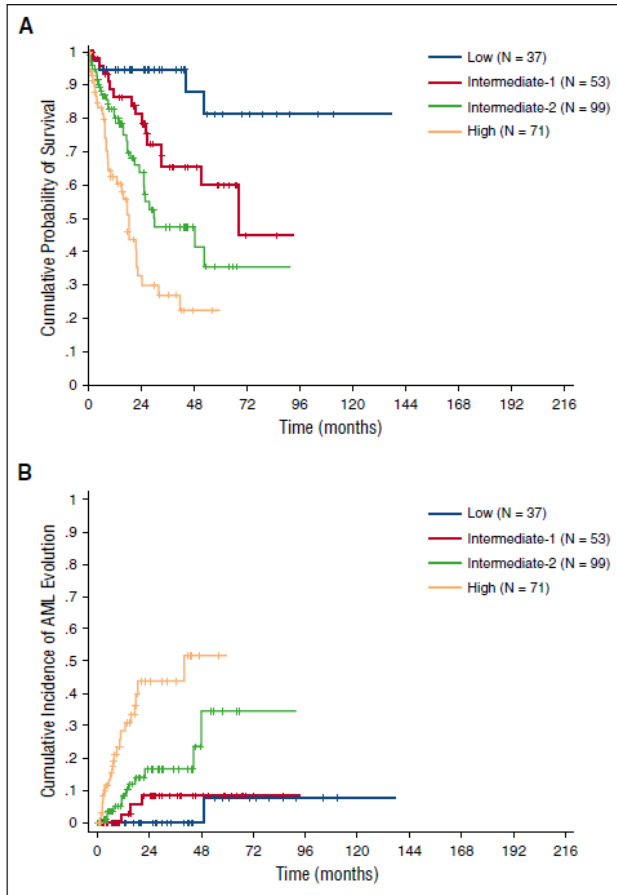 A
Cumulative Probability of Survival
1
.9
.8
.7
.6
.5
.4
.3
.2
.1
0
0 24 48 72 96 120 144 168 192 216
Time (months)
Low (N = 37)
Intermediate-1 (N = 53)
Intermediate-2 (N = 99)
High (N = 71)
B
Cumulative Incidence of AML Evolution
1
.9
.8
.7
.6
.5
.4
.3
.2
.1
0
0 24 48 72 96 120 144 168 192 216
Time (months)
Low (N = 37)
Intermediate-1 (N = 53)
Intermediate-2 (N = 99)
High (N = 71)